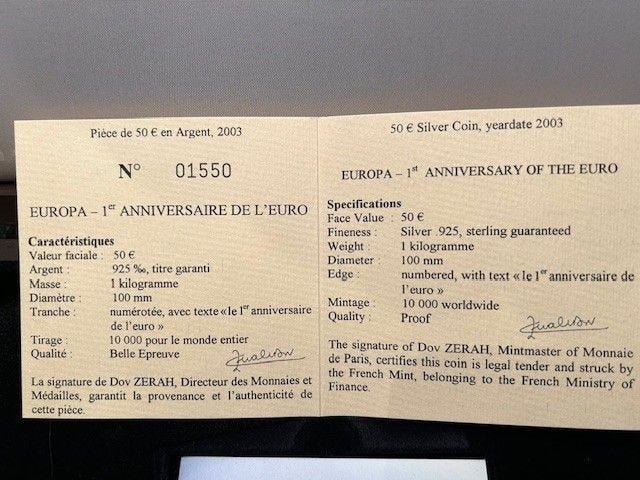 Pièce de 50 € en Argent, 2003
N° 01550
EUROPA – 1er ANNIVERSAIRE DE L'EURO
Caractéristiques
Valeur faciale : 50 €
Argent : 925 ‰, titre garanti
Masse : 1 kilogramme
Diamètre : 100 mm
Tranche : numérotée, avec texte «le 1er anniversaire
de l'euro »
Tirage : 10 000 pour le monde entier
Qualité : Belle Epreuve
La signature de Dov ZERAH, Directeur des Monnaies et
Médailles, garantit la provenance et l'authenticité de
cette pièce.
50 € Silver Coin, yeardate 2003
EUROPA – 1st ANNIVERSARY OF THE EURO
Specifications
Face Value : 50 €
Fineness : Silver .925, sterling guaranteed
Weight : 1 kilogramme
Diameter : 100 mm
Edge : numbered, with text «le 1er anniversaire de
l'euro »
Mintage : 10 000 worldwide
Quality : Proof
The signature of Dov ZERAH, Mintmaster of Monnaie
de Paris, certifies this coin is legal tender and struck by
the French Mint, belonging to the French Ministry of
Finance.